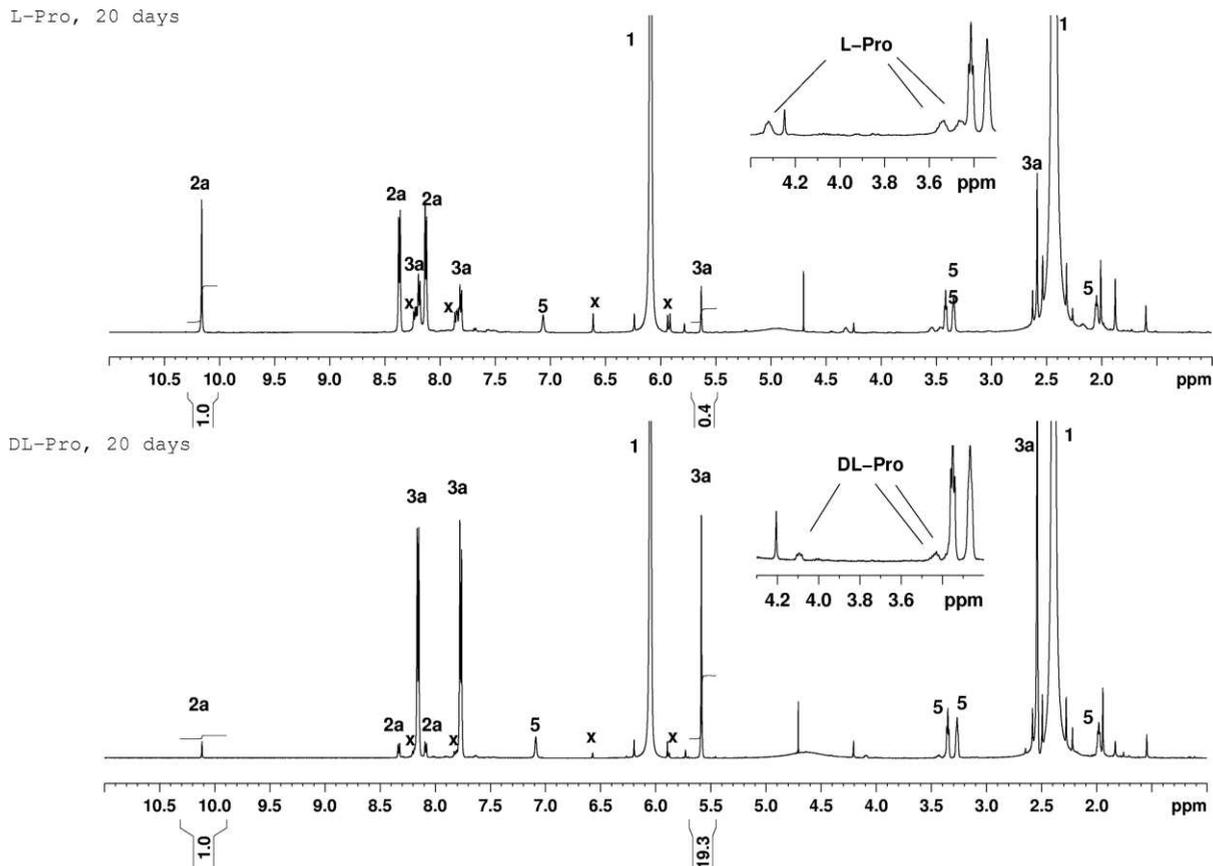 L-Pro, 20 days
1
1
L-Pro
4.2 4.0 3.8 3.6 ppm
3a
2a
2a 2a
3a 3a 3a
x x 5 x x 5 5 5
10.5 10.0 9.5 9.0 8.5 8.0 7.5 7.0 6.5 6.0 5.5 5.0 4.5 4.0 3.5 3.0 2.5 2.0 ppm
1.0 0.4
DL-Pro, 20 days
1
3a 1
DL-Pro
3a
3a 3a
4.2 4.0 3.8 3.6 ppm
2a
2a 2a 5 5 5 5
x x x x
10.5 10.0 9.5 9.0 8.5 8.0 7.5 7.0 6.5 6.0 5.5 5.0 4.5 4.0 3.5 3.0 2.5 2.0 ppm
1.0 19.3